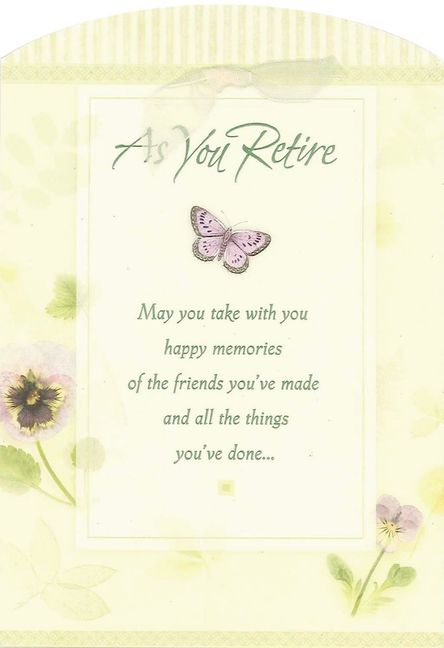 As You Retire
May you take with you
happy memories
of the friends you've made
and all the things
you've done...